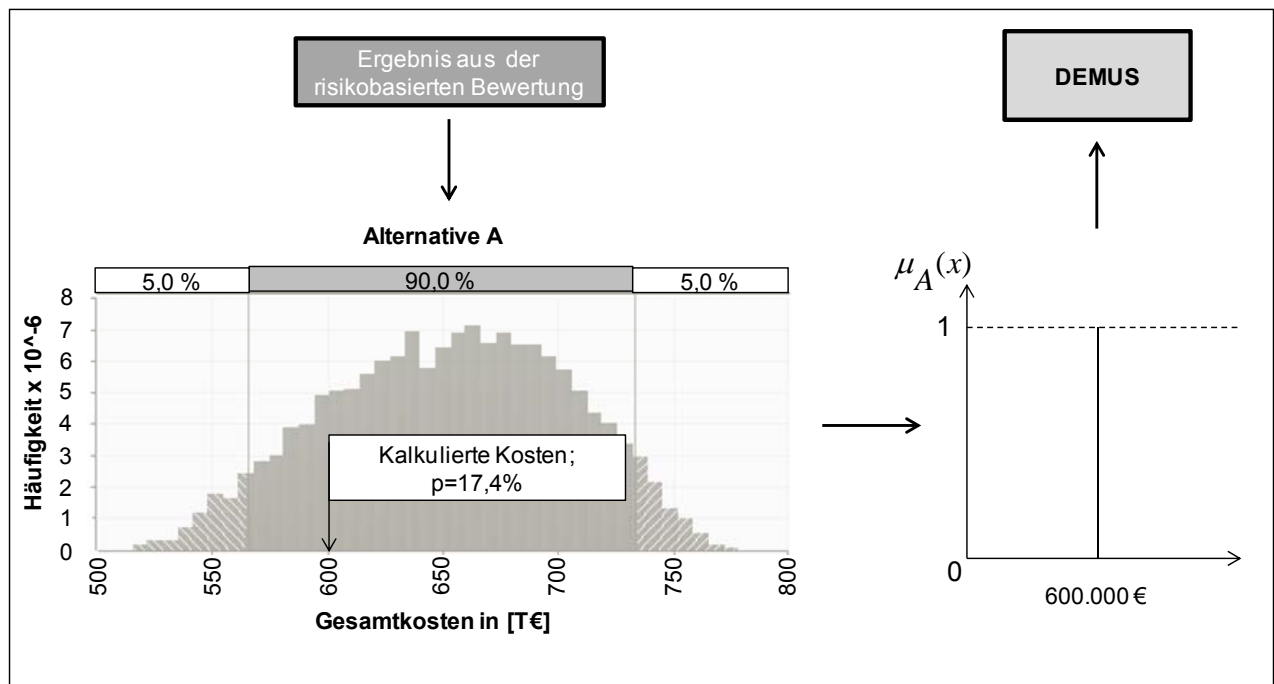 Ergebnis aus der
risikobasierten Bewertung
DEMUS
Alternative A
5,0 %
90,0 %
5,0 %
Häufigkeit x 10^-6
8
7
6
5
4
3
2
1
0
Kalkulierte Kosten;
p=17,4%
500
550
600
650
700
750
800
Gesamtkosten in [T€]
μ_A(x)
1
0
600.000 €